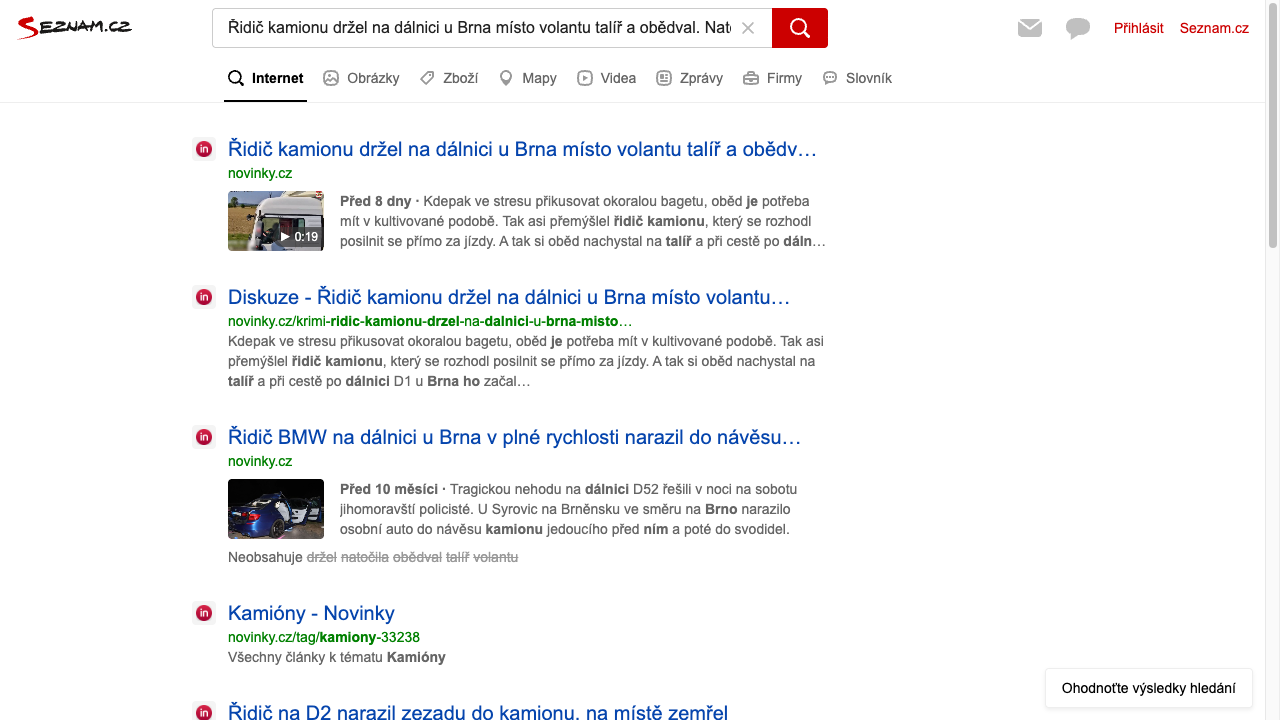 SEZNAM.CZ
Řidič kamionu držel na dálnici u Brna místo volantu talíř a obědval. Nato
Přihlásit
Seznam.cz
Internet
Obrázky
Zboží
Mapy
Videa
Zprávy
Firmy
Slovník
Řidič kamionu držel na dálnici u Brna místo volantu talíř a obědv…
novinky.cz
0:19
Před 8 dny · Kdepak ve stresu přikusovat okoralou bagetu, oběd je potřeba
mít v kultivované podobě. Tak asi přemýšlel řidič kamionu, který se rozhodl
posilnit se přímo za jízdy. A tak si oběd nachystal na talíř a při cestě po dáln…
Diskuze - Řidič kamionu držel na dálnici u Brna místo volantu…
novinky.cz/krimi-ridic-kamionu-drzel-na-dalnici-u-brna-misto…
Kdepak ve stresu přikusovat okoralou bagetu, oběd je potřeba mít v kultivované podobě. Tak asi
přemýšlel řidič kamionu, který se rozhodl posilnit se přímo za jízdy. A tak si oběd nachystal na
talíř a při cestě po dálnici D1 u Brna ho začal…
Řidič BMW na dálnici u Brna v plné rychlosti narazil do návěsu…
novinky.cz
Před 10 měsíci · Tragickou nehodu na dálnici D52 řešili v noci na sobotu
jihomoravští policisté. U Syrovic na Brněnsku ve směru na Brno narazilo
osobní auto do návěsu kamionu jedoucího před ním a poté do svodidel.
Neobsahuje držel natočila obědval talíř volantu
Kamióny - Novinky
novinky.cz/tag/kamiony-33238
Všechny články k tématu Kamióny
Řidič na D2 narazil zezadu do kamionu, na místě zemřel
Ohodnoťte výsledky hledání